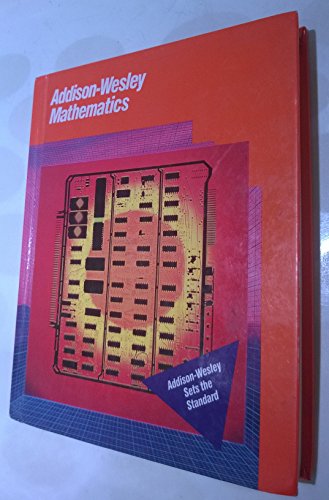 Addison-Wesley
Mathematics
Addison-Wesley
Sets the
Standard